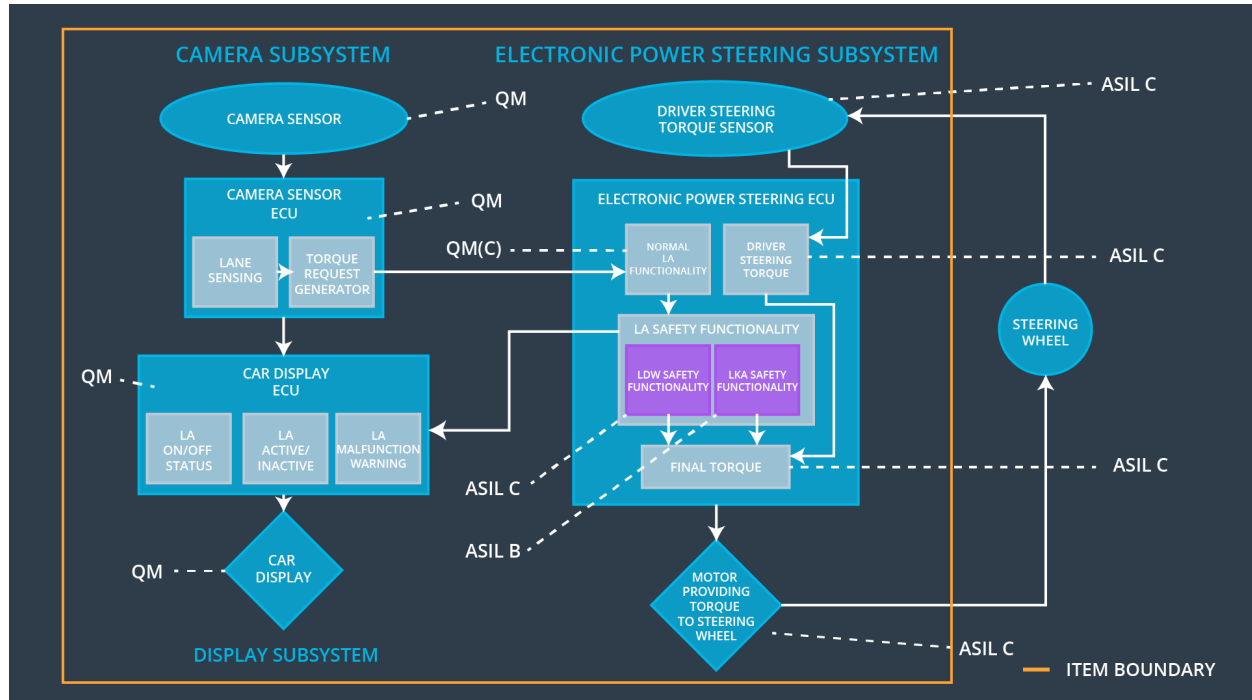 CAMERA SUBSYSTEM
ELECTRONIC POWER STEERING SUBSYSTEM
CAMERA SENSOR
QM
DRIVER STEERING
TORQUE SENSOR
ASIL C
CAMERA SENSOR
ECU
QM
LANE
SENSING
TORQUE
REQUEST
GENERATOR
QM(C)
ELECTRONIC POWER STEERING ECU
NORMAL
LA
FUNCTIONALITY
DRIVER
STEERING
TORQUE
ASIL C
STEERING
WHEEL
LA SAFETY FUNCTIONALITY
LDW SAFETY
FUNCTIONALITY
LKA SAFETY
FUNCTIONALITY
FINAL TORQUE
ASIL C
QM
CAR DISPLAY
ECU
LA
ON/OFF
STATUS
LA
ACTIVE/
INACTIVE
LA
MALFUNCTION
WARNING
ASIL C
ASIL B
QM
CAR
DISPLAY
MOTOR
PROVIDING
TORQUE
TO STEERING
WHEEL
ASIL C
DISPLAY SUBSYSTEM
ITEM BOUNDARY